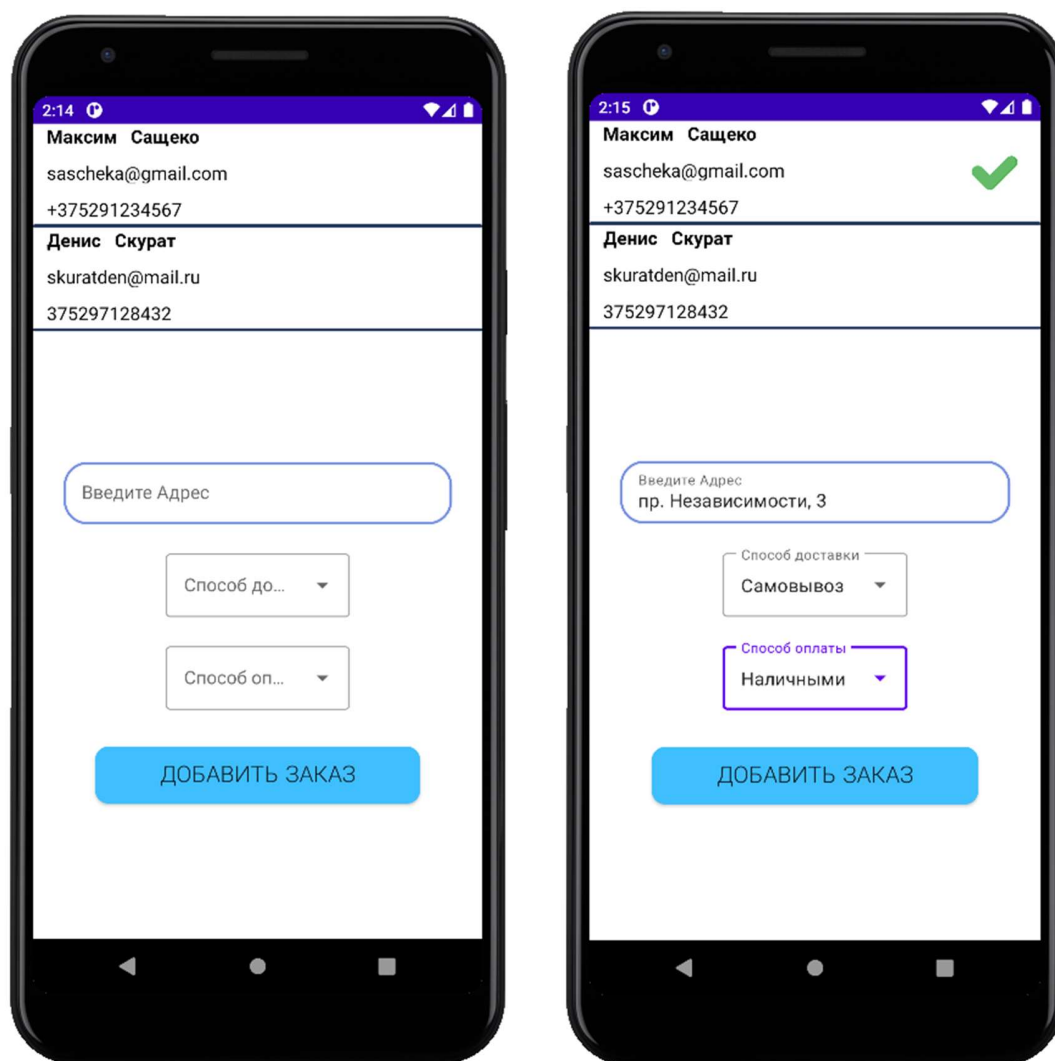 2:14
Максим Сащеко
sascheka@gmail.com
+375291234567
Денис Скурат
skuratden@mail.ru
375297128432
Введите Адрес
Способ до...
Способ оп...
ДОБАВИТЬ ЗАКАЗ
2:15
Максим Сащеко
sascheka@gmail.com
+375291234567
Денис Скурат
skuratden@mail.ru
375297128432
Введите Адрес
пр. Независимости, 3
Способ доставки
Самовывоз
Способ оплаты
Наличными
ДОБАВИТЬ ЗАКАЗ